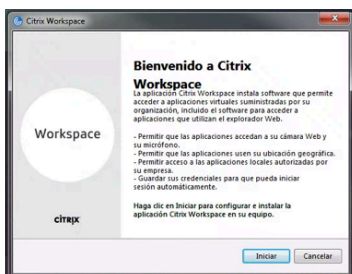 Citrix Workspace
Bienvenido a Citrix
Workspace
La aplicación Citrix Workspace instala software que permite
acceder a aplicaciones virtuales suministradas por su
organización, incluido el software para acceder a
aplicaciones que utilizan el explorador Web.
- Permitir que las aplicaciones accedan a su cámara Web y
su micrófono.
- Permitir que las aplicaciones usen su ubicación geográfica.
- Permitir acceso a las aplicaciones locales autorizadas por
su empresa.
- Guardar sus credenciales para que pueda iniciar
sesión automáticamente.
Haga clic en Iniciar para configurar e instalar la
aplicación Citrix Workspace en su equipo.
Workspace
CITRIX
Iniciar
Cancelar